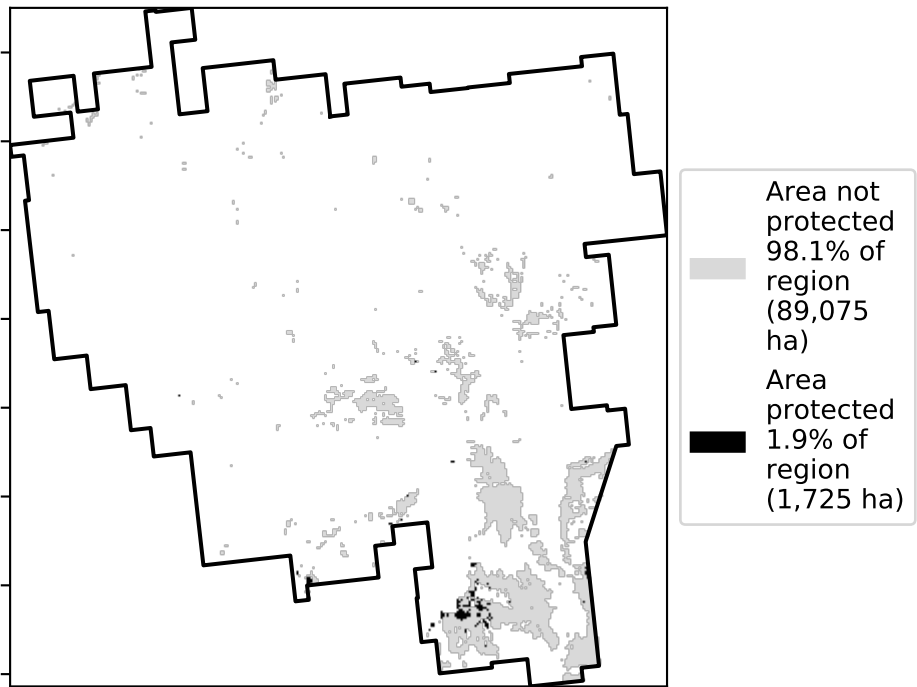 Area not
protected
98.1% of
region
(89,075
ha)
Area
protected
1.9% of
region
(1,725 ha)